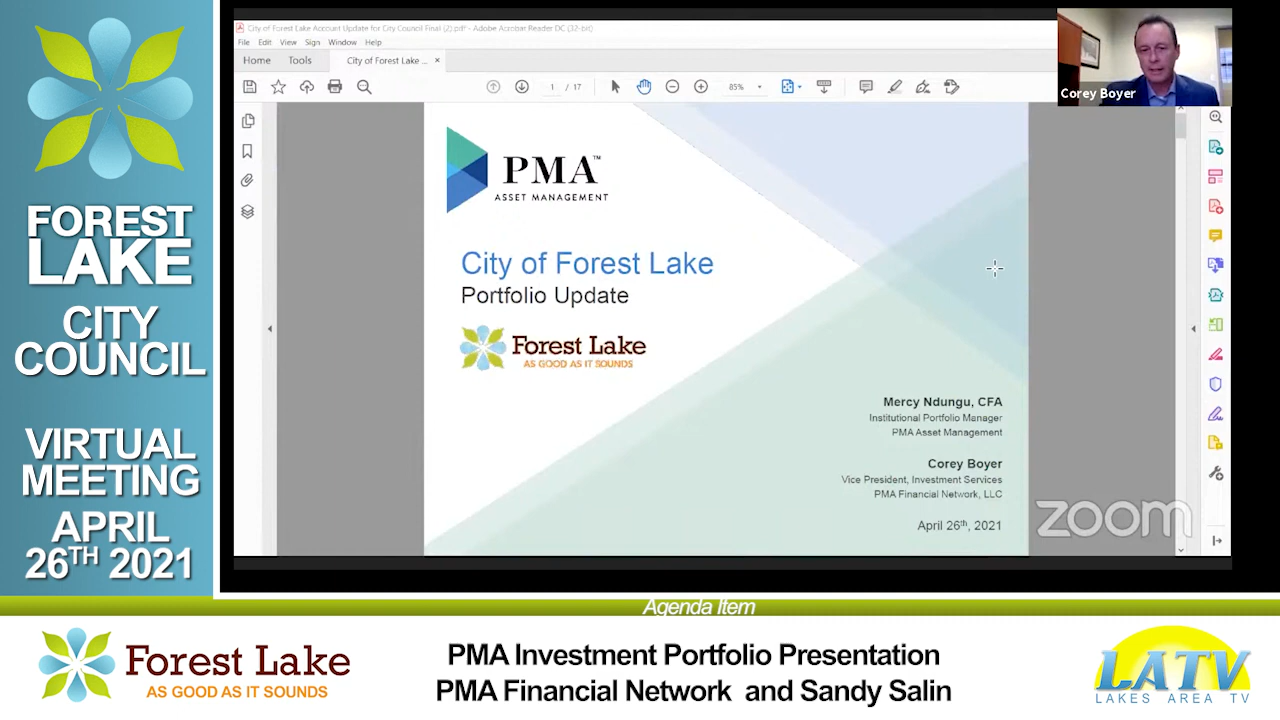 FOREST
LAKE
CITY
COUNCIL
VIRTUAL
MEETING
APRIL
26TH 2021
City of Forest Lake Account Update for City Council Final (2).pdf - Adobe Acrobat Reader DC (32-bit)
File Edit View Sign Window Help
Home Tools City of Forest Lake ... ×
1 / 17 85%
Corey Boyer
PMA™
ASSET MANAGEMENT
City of Forest Lake
Portfolio Update
Forest Lake
AS GOOD AS IT SOUNDS
Mercy Ndungu, CFA
Institutional Portfolio Manager
PMA Asset Management
Corey Boyer
Vice President, Investment Services
PMA Financial Network, LLC
April 26th, 2021
zoom
Agenda Item
Forest Lake
AS GOOD AS IT SOUNDS
PMA Investment Portfolio Presentation
PMA Financial Network and Sandy Salin
LATV
LAKES AREA TV